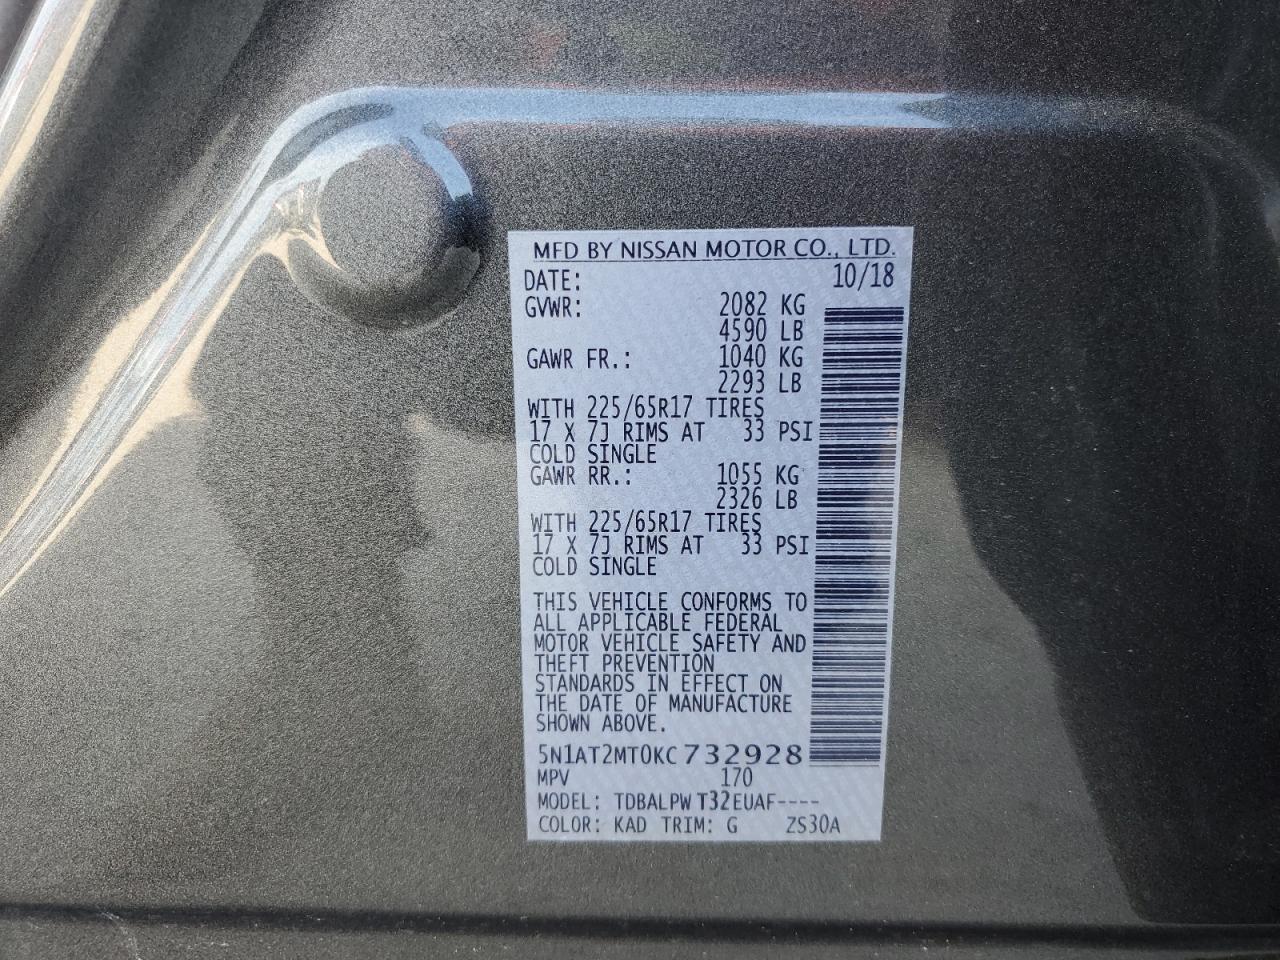 MFD BY NISSAN MOTOR CO., LTD.
DATE: 10/18
GVWR: 2082 KG
4590 LB
GAWR FR.: 1040 KG
2293 LB
WITH 225/65R17 TIRES
17 X 7J RIMS AT 33 PSI
COLD SINGLE
GAWR RR.: 1055 KG
2326 LB
WITH 225/65R17 TIRES
17 X 7J RIMS AT 33 PSI
COLD SINGLE
THIS VEHICLE CONFORMS TO
ALL APPLICABLE FEDERAL
MOTOR VEHICLE SAFETY AND
THEFT PREVENTION
STANDARDS IN EFFECT ON
THE DATE OF MANUFACTURE
SHOWN ABOVE.
5N1AT2MT0KC732928
MPV 170
MODEL: TDBALPW T32EUAF----
COLOR: KAD TRIM: G ZS30A